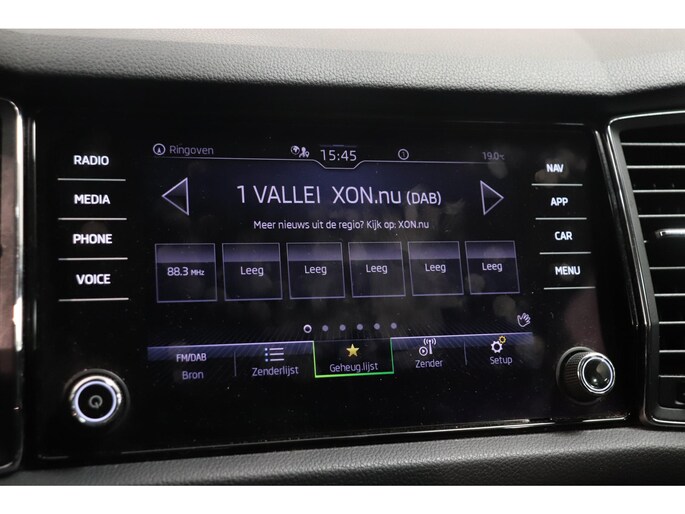 Ringoven 15:45 19.0°C
RADIO
MEDIA
PHONE
VOICE
1 VALLEI XON.nu (DAB)
Meer nieuws uit de regio? Kijk op: XON.nu
88.3 MHz Leeg Leeg Leeg Leeg Leeg
FM/DAB
Bron Zenderlijst Geheug.lijst Zender Setup
NAV
APP
CAR
MENU